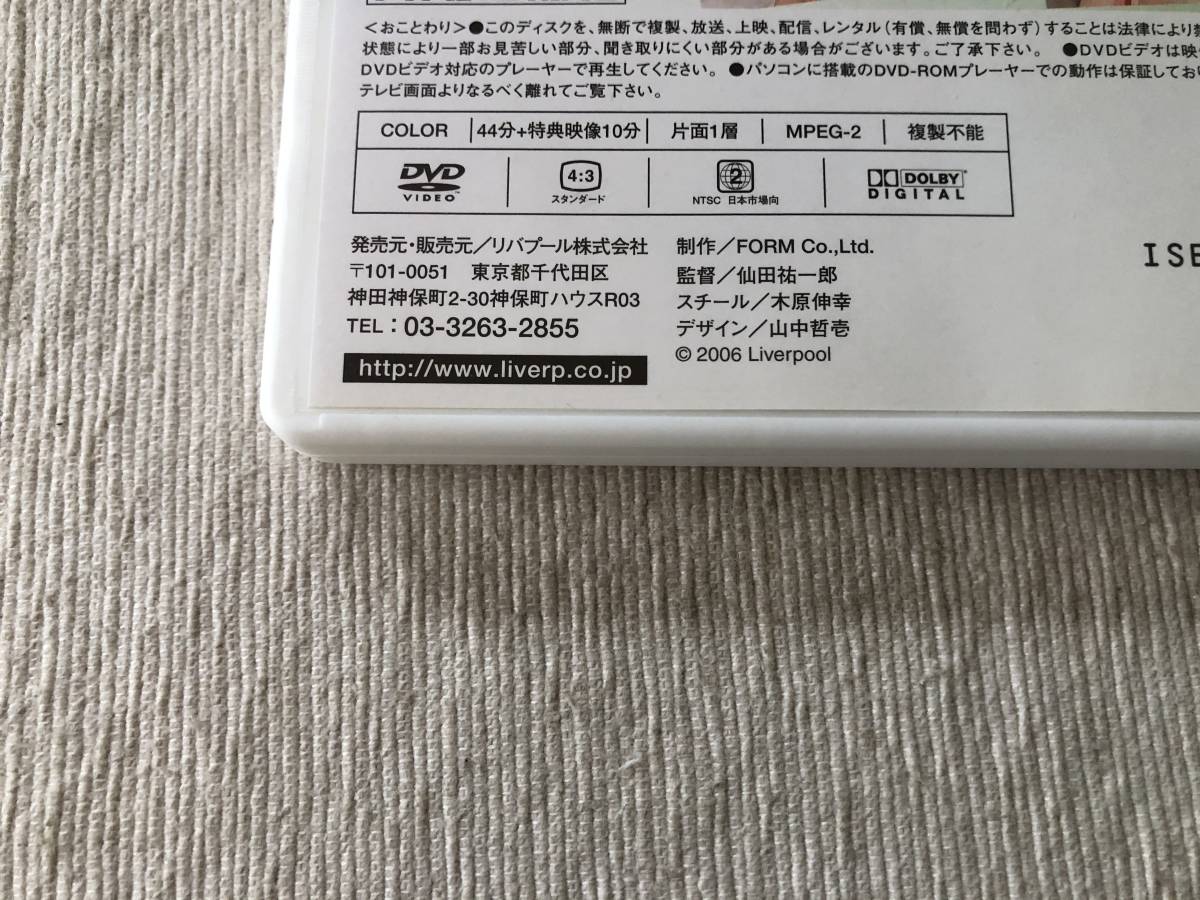 <おことわり>●このディスクを、無断で複製、放送、上映、配信、レンタル(有償、無償を問わず)することは法律により
状態により一部お見苦しい部分、聞き取りにくい部分がある場合がございます。ご了承下さい。 ●DVDビデオは映
DVDビデオ対応のプレーヤーで再生してください。 ●パソコンに搭載のDVD-ROMプレーヤーでの動作は保証してお
テレビ画面よりなるべく離れてご覧下さい。
COLOR 44分+特典映像10分 片面1層 MPEG-2 複製不能
DVD VIDEO 4:3 スタンダード 2 NTSC 日本市場向 DOLBY DIGITAL
発売元・販売元/リバプール株式会社
〒101-0051 東京都千代田区
神田神保町2-30神保町ハウスR03
TEL:03-3263-2855
http://www.liverp.co.jp
制作/FORM Co.,Ltd.
監督/仙田祐一郎
スチール/木原伸幸
デザイン/山中哲壱
© 2006 Liverpool
ISB